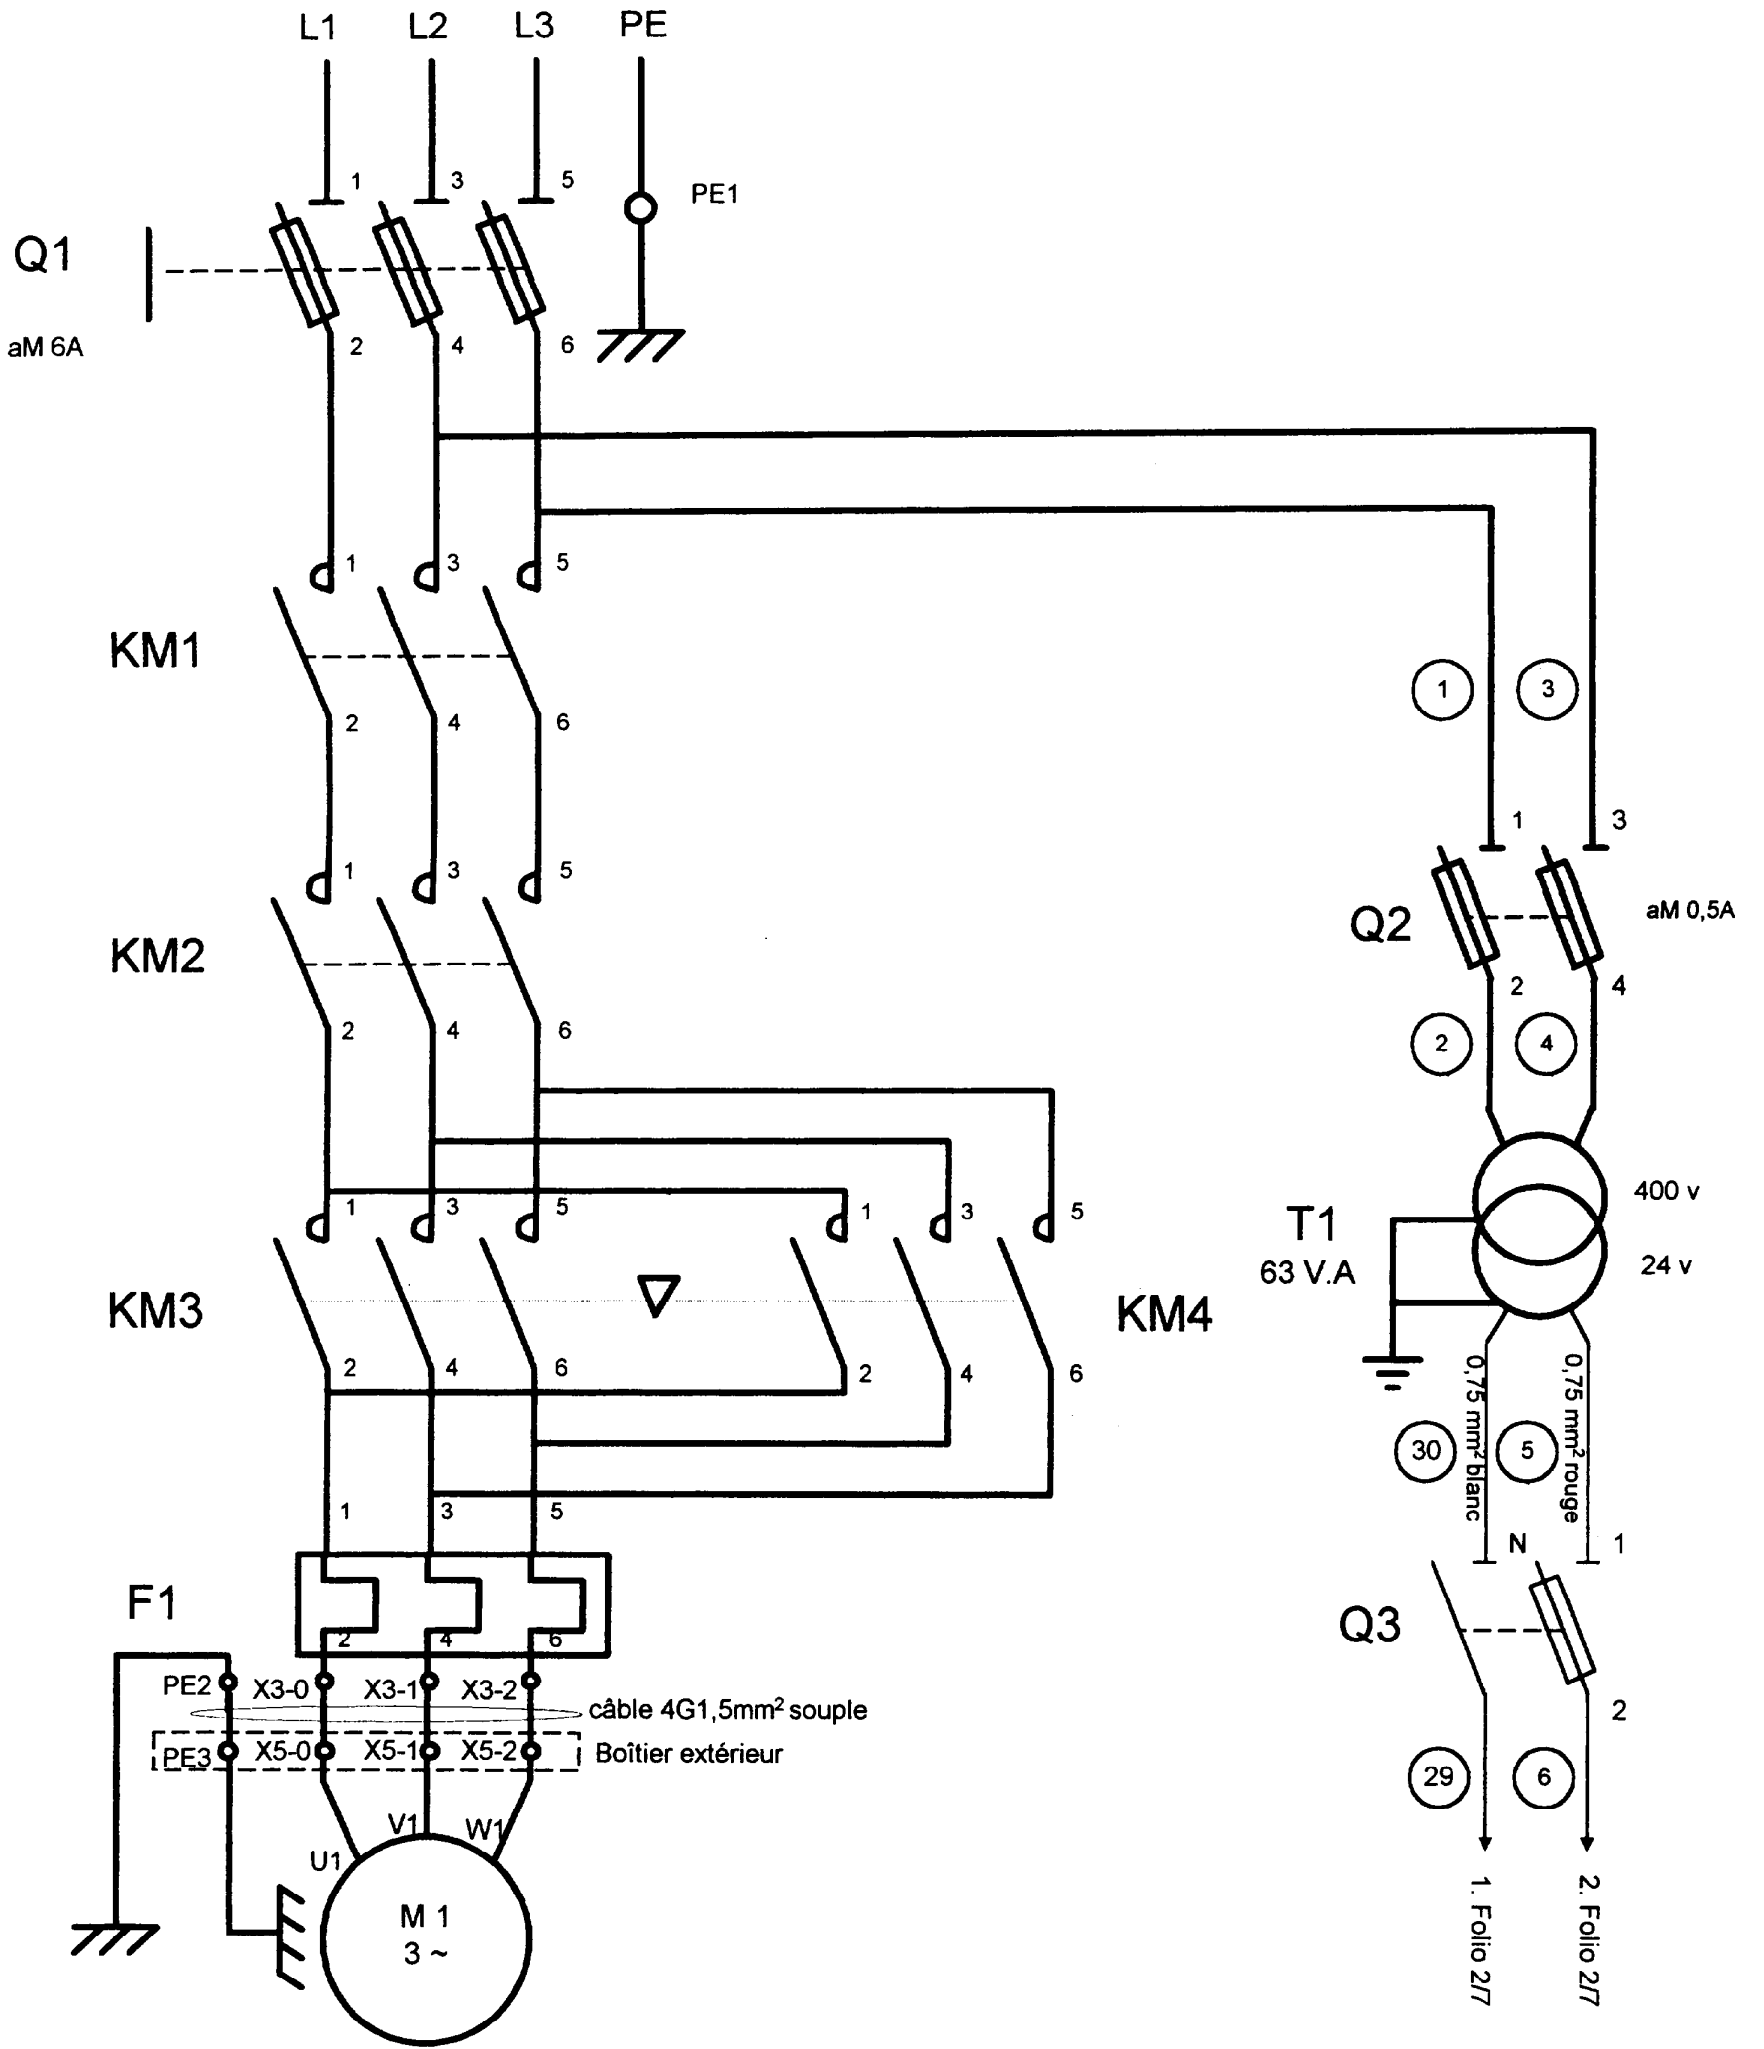 L1 L2 L3 PE
1 3 5
PE1
Q1
aM 6A
2 4 6
1 3 5
KM1
1 3
2 4 6
1 3
1 3 5
Q2
aM 0,5A
KM2
2 4
2 4 6
2 4
1 3 5
1 3 5
400 v
T1
63 V.A
24 v
KM3
KM4
2 4 6
2 4 6
0,75 mm² blanc
0,75 mm² rouge
30 5
1 3 5
N 1
F1
2 4 6
Q3
PE2 X3-0 X3-1 X3-2
câble 4G1,5mm² souple
2
PE3 X5-0 X5-1 X5-2
Boîtier extérieur
29 6
U1 V1 W1
M 1
3 ~
1. Folio 2/7
2. Folio 2/7